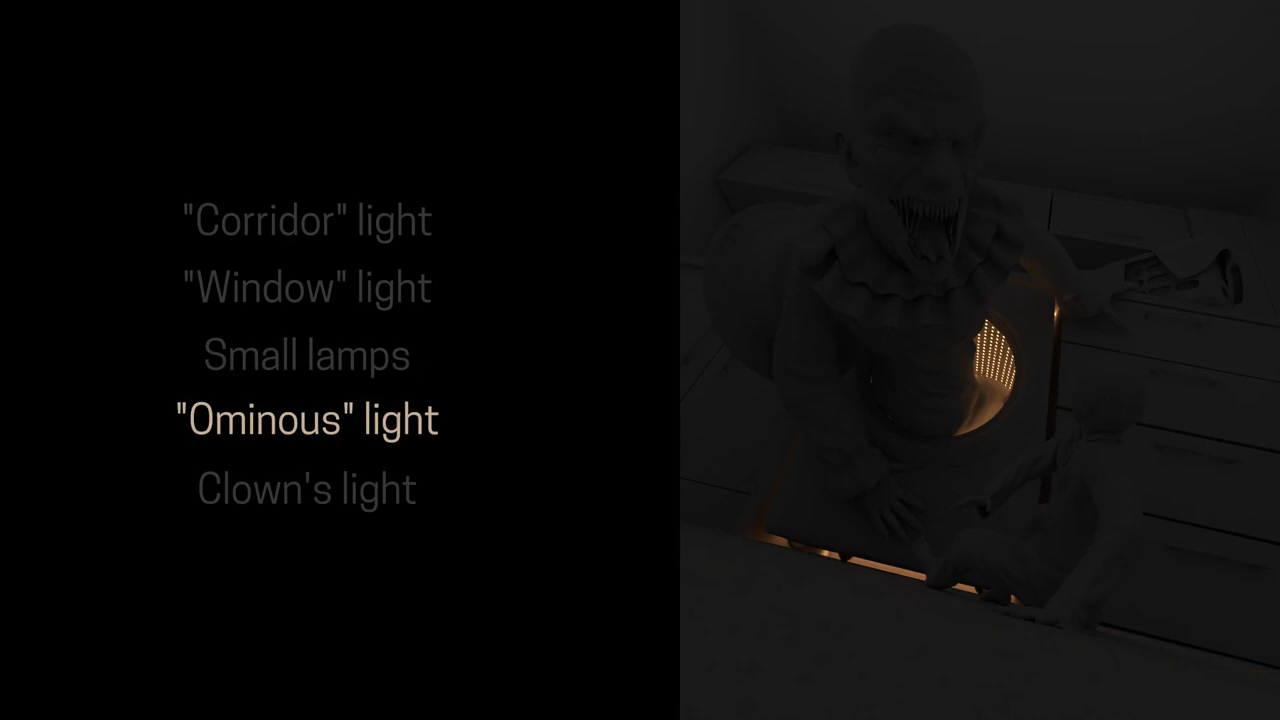 "Corridor" light
"Window" light
Small lamps
"Ominous" light
Clown's light